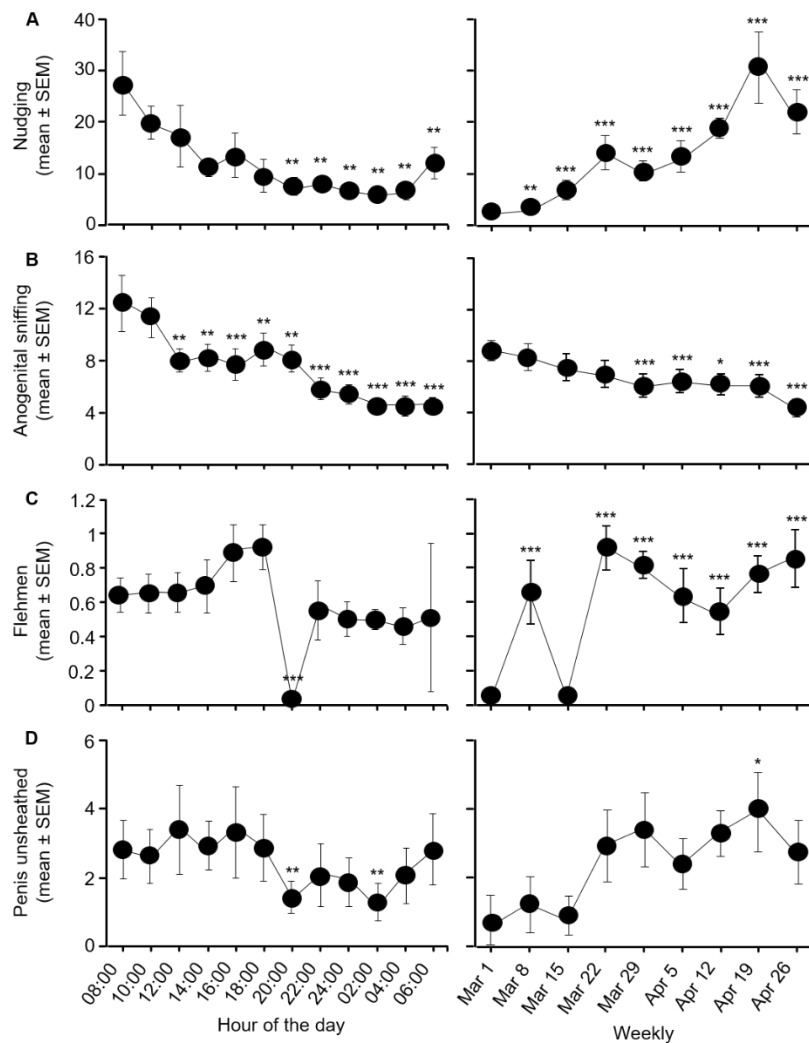 A
Nudging
(mean ± SEM)
40
30
20
10
0
** ** ** ** ** **
** *** *** *** *** *** *** ***
B
Anogenital sniffing
(mean ± SEM)
16
12
8
4
0
** ** *** ** ** *** *** *** *** ***
*** *** * *** ***
C
Flehmen
(mean ± SEM)
1.2
1
0.8
0.6
0.4
0.2
0
***
*** *** *** *** *** *** ***
D
Penis unsheathed
(mean ± SEM)
6
4
2
0
** **
*
08:00 10:00 12:00 14:00 16:00 18:00 20:00 22:00 24:00 02:00 04:00 06:00
Hour of the day
Mar 1 Mar 8 Mar 15 Mar 22 Mar 29 Apr 5 Apr 12 Apr 19 Apr 26
Weekly